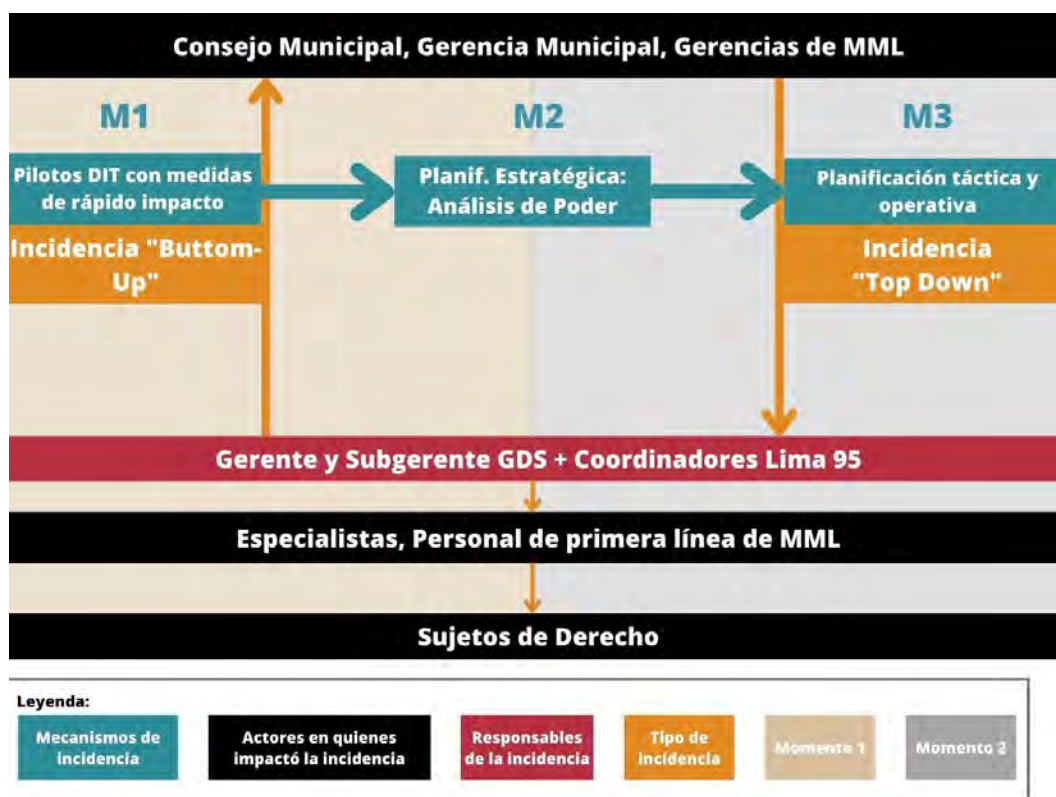 Consejo Municipal, Gerencia Municipal, Gerencias de MML
M1
M2
M3
Pilotos DIT con medidas
de rápido impacto
Planif. Estratégica:
Análisis de Poder
Planificación táctica y
operativa
Incidencia "Buttom-
Up"
Incidencia
"Top Down"
Gerente y Subgerente GDS + Coordinadores Lima 95
Especialistas, Personal de primera línea de MML
Sujetos de Derecho
Leyenda:
Mecanismos de
incidencia
Actores en quienes
impactó la incidencia
Responsables
de la incidencia
Tipo de
incidencia
Momento 1
Momento 2